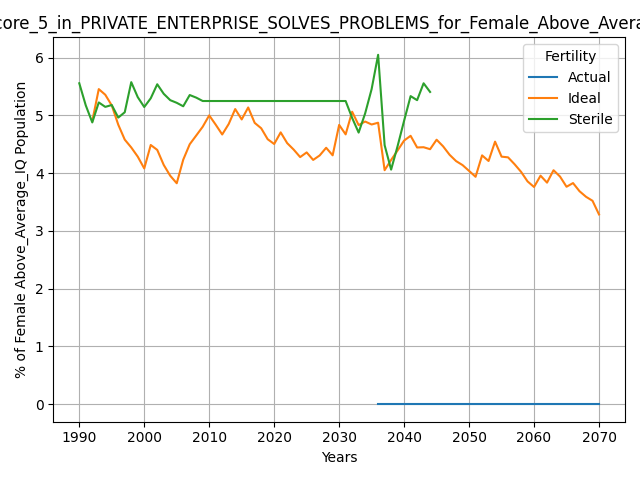 core_5_in_PRIVATE_ENTERPRISE_SOLVES_PROBLEMS_for_Female_Above_Avera
Fertility
Actual
Ideal
Sterile
% of Female Above_Average_IQ Population
6
5
4
3
2
1
0
1990 2000 2010 2020 2030 2040 2050 2060 2070
Years